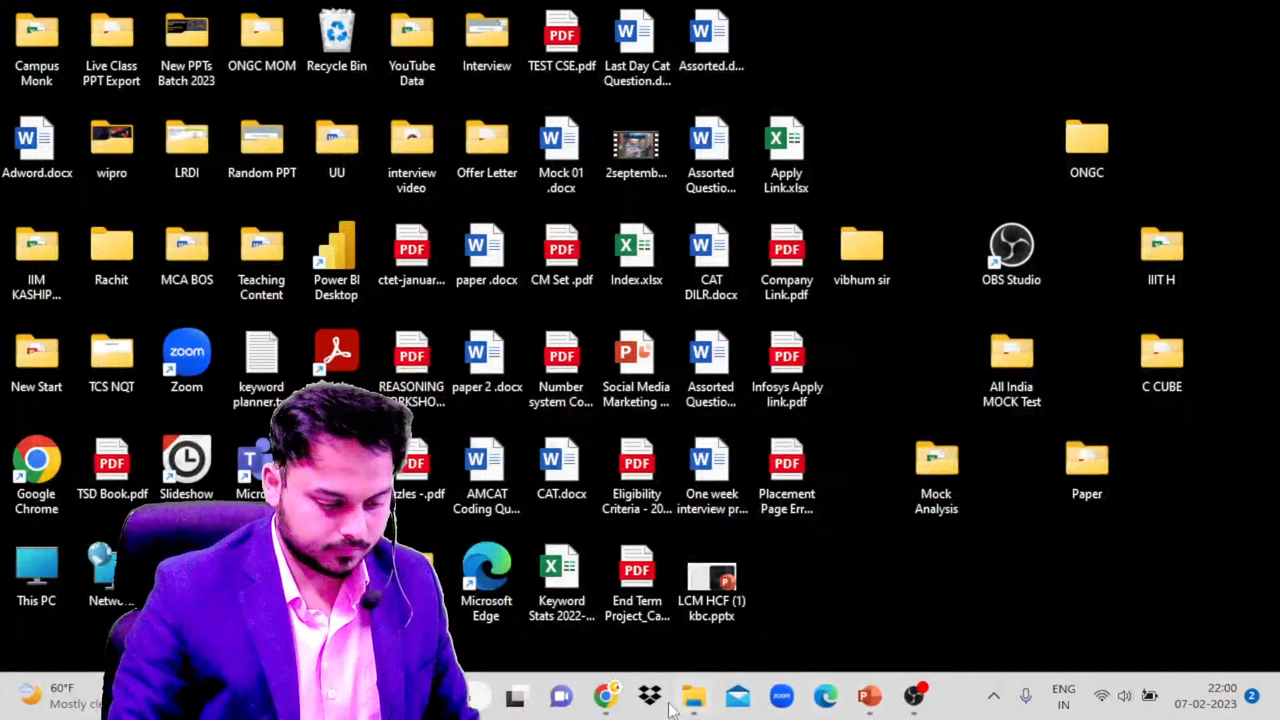 Campus
Monk
Live Class
PPT Export
New PPTs
Batch 2023
ONGC MOM
Recycle Bin
YouTube
Data
Interview
TEST CSE.pdf
Last Day Cat
Question.d...
Assorted.d...
Adword.docx
wipro
LRDI
Random PPT
UU
interview
video
Offer Letter
Mock 01
.docx
2septemb...
Assorted
Questio...
Apply
Link.xlsx
ONGC
IIM
KASHIP...
Rachit
MCA BOS
Teaching
Content
Power BI
Desktop
PDF
ctet-januar...
paper .docx
PDF
CM Set .pdf
Index.xlsx
CAT
DILR.docx
PDF
Company
Link.pdf
vibhum sir
OBS Studio
IIIT H
New Start
TCS NQT
zoom
Zoom
keyword
planner.t
PDF
REASONING
paper 2 .docx
PDF
Number
system Co...
Social Media
Marketing ...
Assorted
Questio...
PDF
Infosys Apply
link.pdf
All India
MOCK Test
C CUBE
Google
Chrome
PDF
TSD Book.pdf
Slideshow
-.pdf
AMCAT
Coding Qu...
CAT.docx
PDF
Eligibility
Criteria - 20...
One week
interview pr...
PDF
Placement
Page Err...
Mock
Analysis
Paper
This PC
Microsoft
Edge
Keyword
Stats 2022-...
PDF
End Term
Project_Ca...
LCM HCF (1)
kbc.pptx
60°F
Mostly
zoom
ENG
IN
22:20
07-02-2023
2